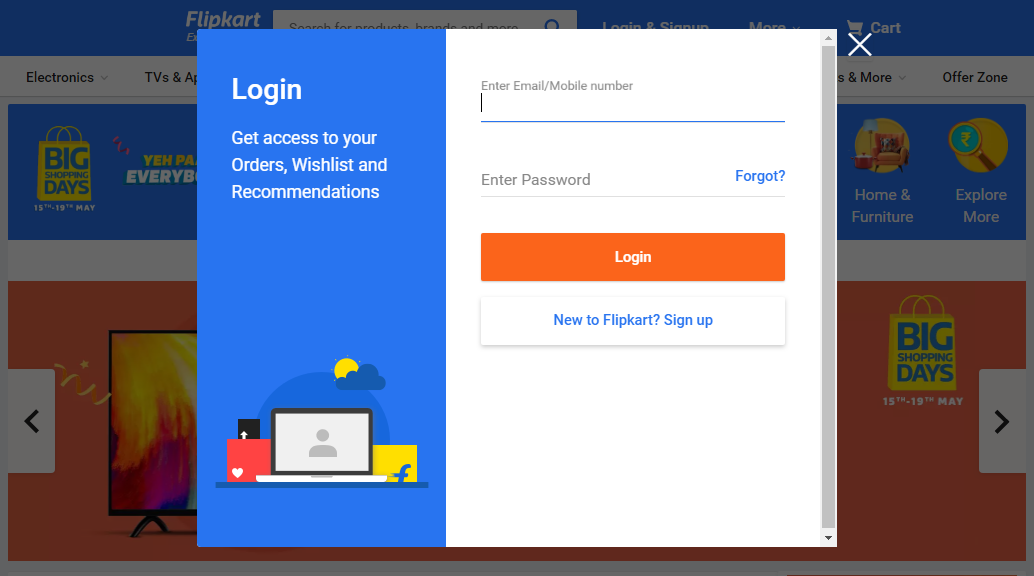 Flipkart
Search for products, brands and more
Login & Signup
More
Cart
Electronics
TVs &
s & More
Offer Zone
BIG
SHOPPING
DAYS
15TH-19TH MAY
YEH
EVERYBO
Home &
Furniture
Explore
More
Login
Get access to your
Orders, Wishlist and
Recommendations
Enter Email/Mobile number
Enter Password
Forgot?
Login
New to Flipkart? Sign up
BIG
SHOPPING
DAYS
15TH-19TH MAY